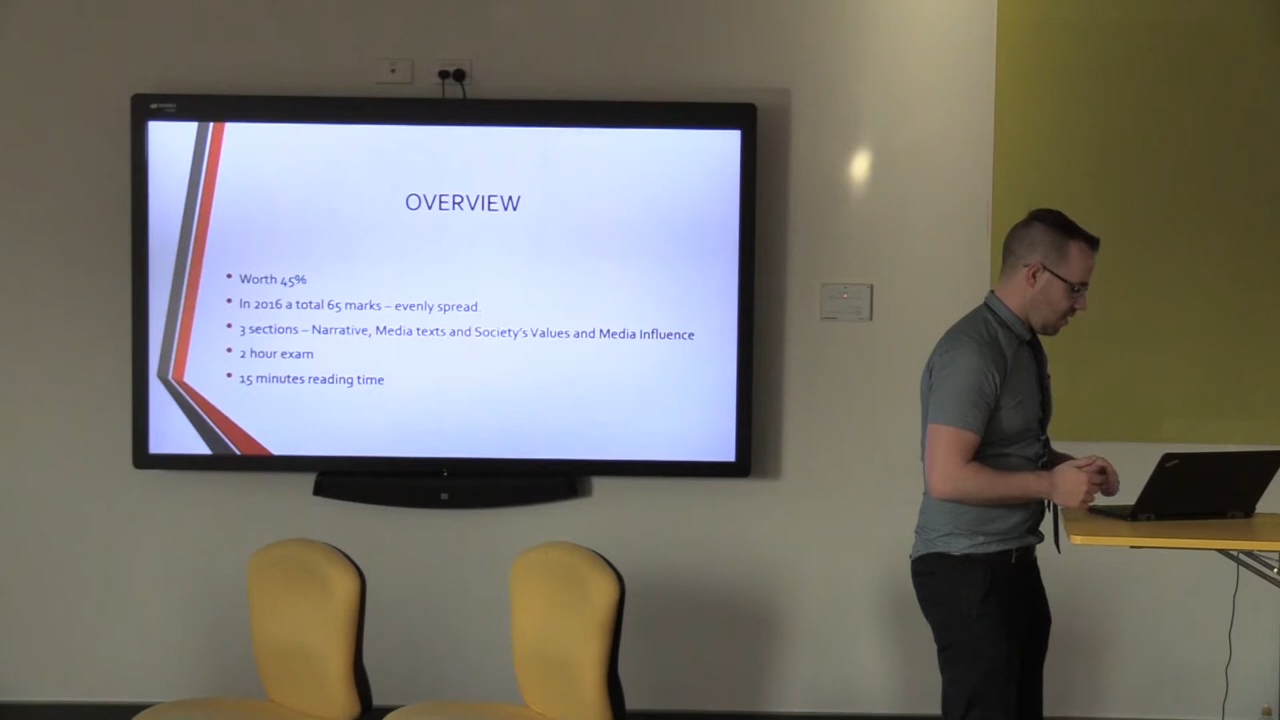 OVERVIEW
Worth 45%
In 2016 a total 65 marks – evenly spread.
3 sections – Narrative, Media texts and Society's Values and Media Influence
2 hour exam
15 minutes reading time